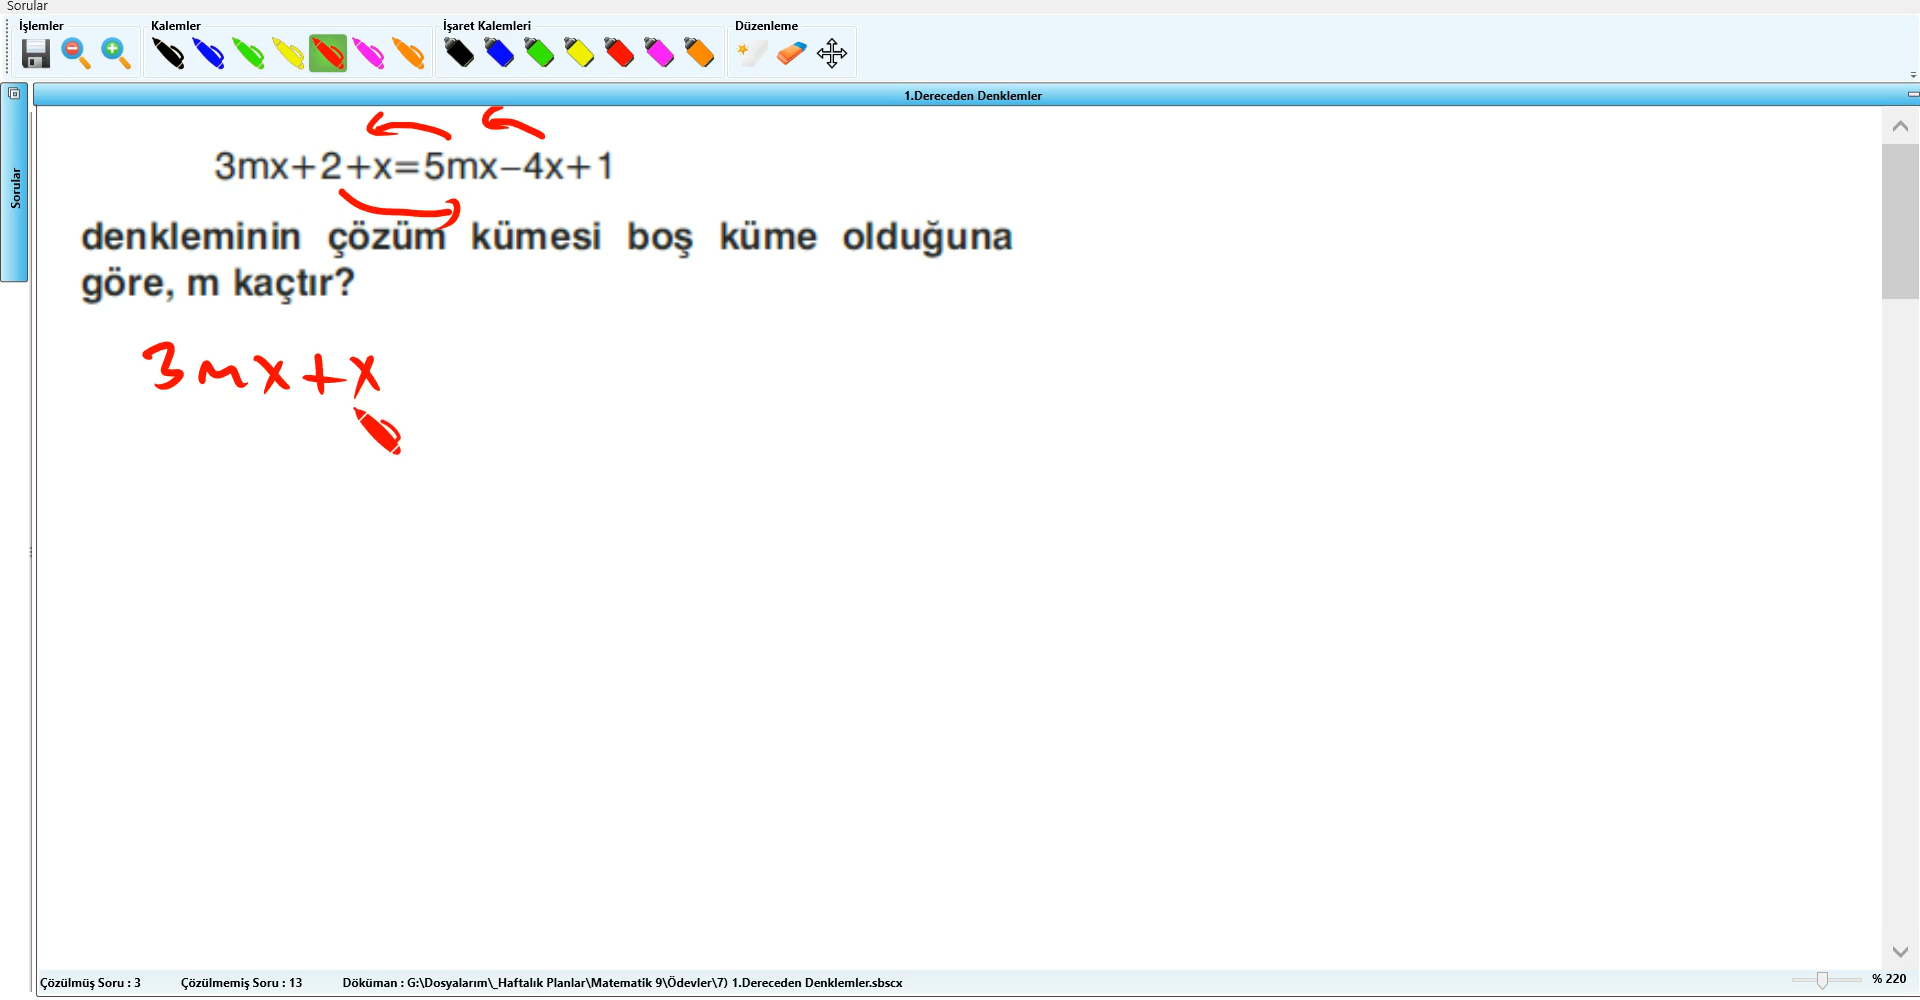 Sorular
İşlemler
Kalemler
İşaret Kalemleri
Düzenleme
1.Dereceden Denklemler
Sorular
3mx+2+x=5mx−4x+1
denkleminin çözüm kümesi boş küme olduğuna
göre, m kaçtır?
3mx+x
Çözülmüş Soru : 3
Çözülmemiş Soru : 13
Döküman : G:\Dosyalarım\_Haftalık Planlar\Matematik 9\Ödevler\7) 1.Dereceden Denklemler.sbscx
% 220